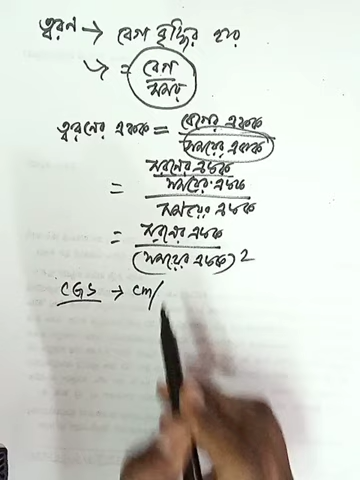 ত্বরণ → বেগ বৃদ্ধির হার
↳ = বেগ
সময়
ত্বরণের একক = বেগের একক
সময়ের একক
= সরণের একক
সময়ের একক
সময়ের একক
= সরণের একক
(সময়ের একক)2
CGS → cm/